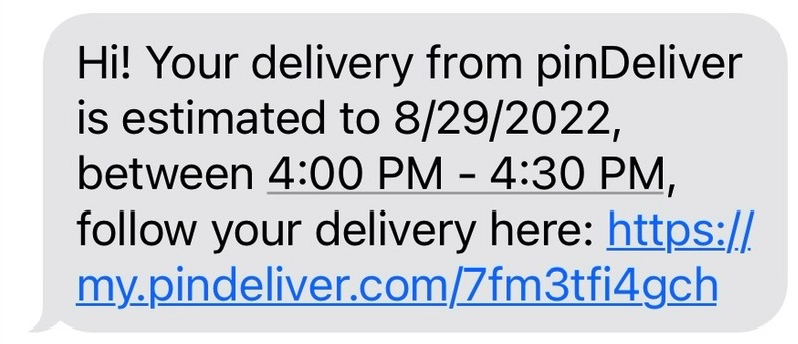 Hi! Your delivery from pinDeliver
is estimated to 8/29/2022,
between 4:00 PM - 4:30 PM,
follow your delivery here: https://
my.pindeliver.com/7fm3tfi4gch